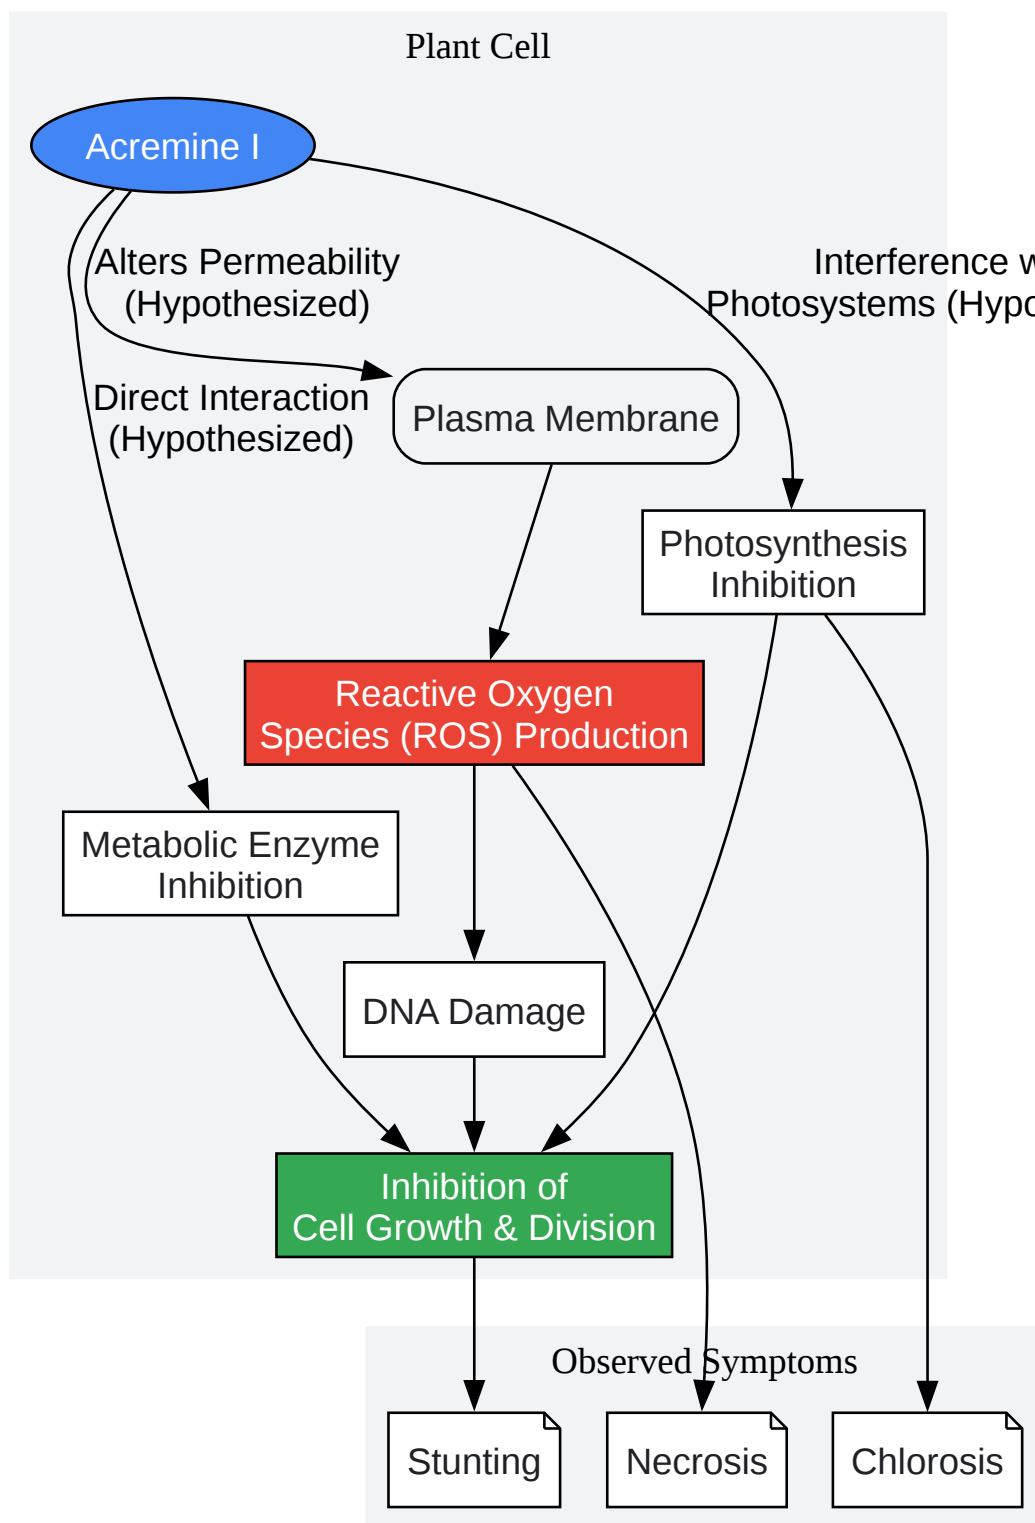 Plant Cell
Acremine I
Alters Permeability
(Hypothesized)
Interference
Photosystems
Direct Interaction
(Hypothesized)
Plasma Membrane
Photosynthesis
Inhibition
Reactive Oxygen
Species (ROS) Production
Metabolic Enzyme
Inhibition
DNA Damage
Inhibition of
Cell Growth & Division
Observed Symptoms
Stunting
Necrosis
Chlorosis